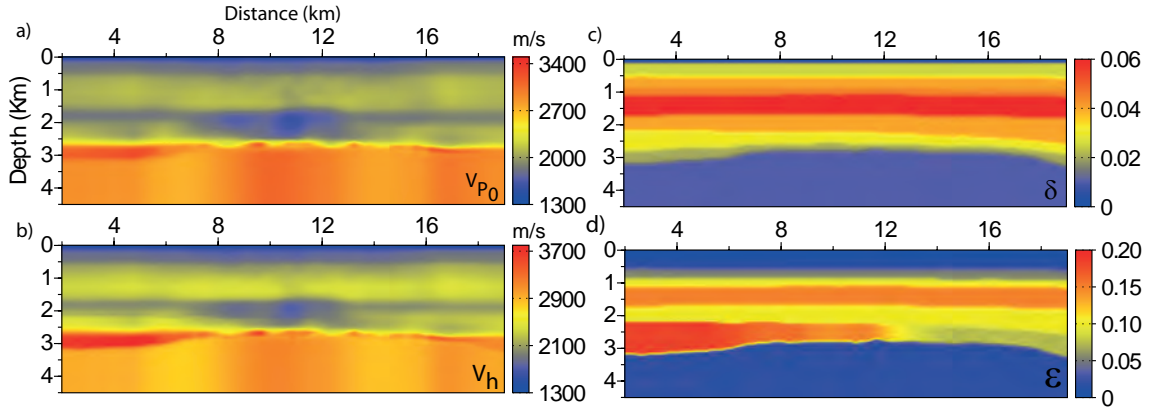 Distance (km)
a)
4 8 12 16
m/s
0
1
2
3
4
Depth (Km)
3400
2700
2000
1300
VP0
b)
4 8 12 16
m/s
0
1
2
3
4
3700
2900
2100
1300
Vh
c)
4 8 12 16
0
1
2
3
4
0.06
0.04
0.02
0
δ
d)
4 8 12 16
0
1
2
3
4
0.20
0.15
0.10
0.05
0
ε